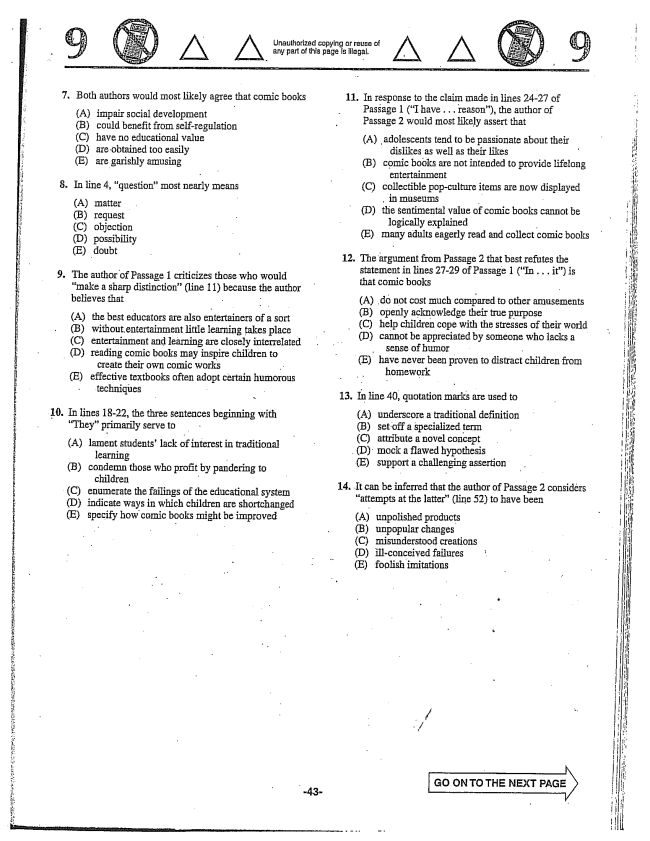 9
Unauthorized copying or reuse of
any part of this page is illegal.
9
7. Both authors would most likely agree that comic books
(A) impair social development
(B) could benefit from self-regulation
(C) have no educational value
(D) are obtained too easily
(E) are garishly amusing
8. In line 4, “question” most nearly means
(A) matter
(B) request
(C) objection
(D) possibility
(E) doubt
9. The author of Passage 1 criticizes those who would
“make a sharp distinction” (line 11) because the author
believes that
(A) the best educators are also entertainers of a sort
(B) without entertainment little learning takes place
(C) entertainment and learning are closely interrelated
(D) reading comic books may inspire children to
create their own comic works
(E) effective textbooks often adopt certain humorous
techniques
10. In lines 18-22, the three sentences beginning with
“They” primarily serve to
(A) lament students’ lack of interest in traditional
learning
(B) condemn those who profit by pandering to
children
(C) enumerate the failings of the educational system
(D) indicate ways in which children are shortchanged
(E) specify how comic books might be improved
11. In response to the claim made in lines 24-27 of
Passage 1 (“I have . . . reason”), the author of
Passage 2 would most likely assert that
(A) adolescents tend to be passionate about their
dislikes as well as their likes
(B) comic books are not intended to provide lifelong
entertainment
(C) collectible pop-culture items are now displayed
in museums
(D) the sentimental value of comic books cannot be
logically explained
(E) many adults eagerly read and collect comic books
12. The argument from Passage 2 that best refutes the
statement in lines 27-29 of Passage 1 (“In . . . it”) is
that comic books
(A) do not cost much compared to other amusements
(B) openly acknowledge their true purpose
(C) help children cope with the stresses of their world
(D) cannot be appreciated by someone who lacks a
sense of humor
(E) have never been proven to distract children from
homework
13. In line 40, quotation marks are used to
(A) underscore a traditional definition
(B) set off a specialized term
(C) attribute a novel concept
(D) mock a flawed hypothesis
(E) support a challenging assertion
14. It can be inferred that the author of Passage 2 considers
“attempts at the latter” (line 52) to have been
(A) unpolished products
(B) unpopular changes
(C) misunderstood creations
(D) ill-conceived failures
(E) foolish imitations
-43-
GO ON TO THE NEXT PAGE